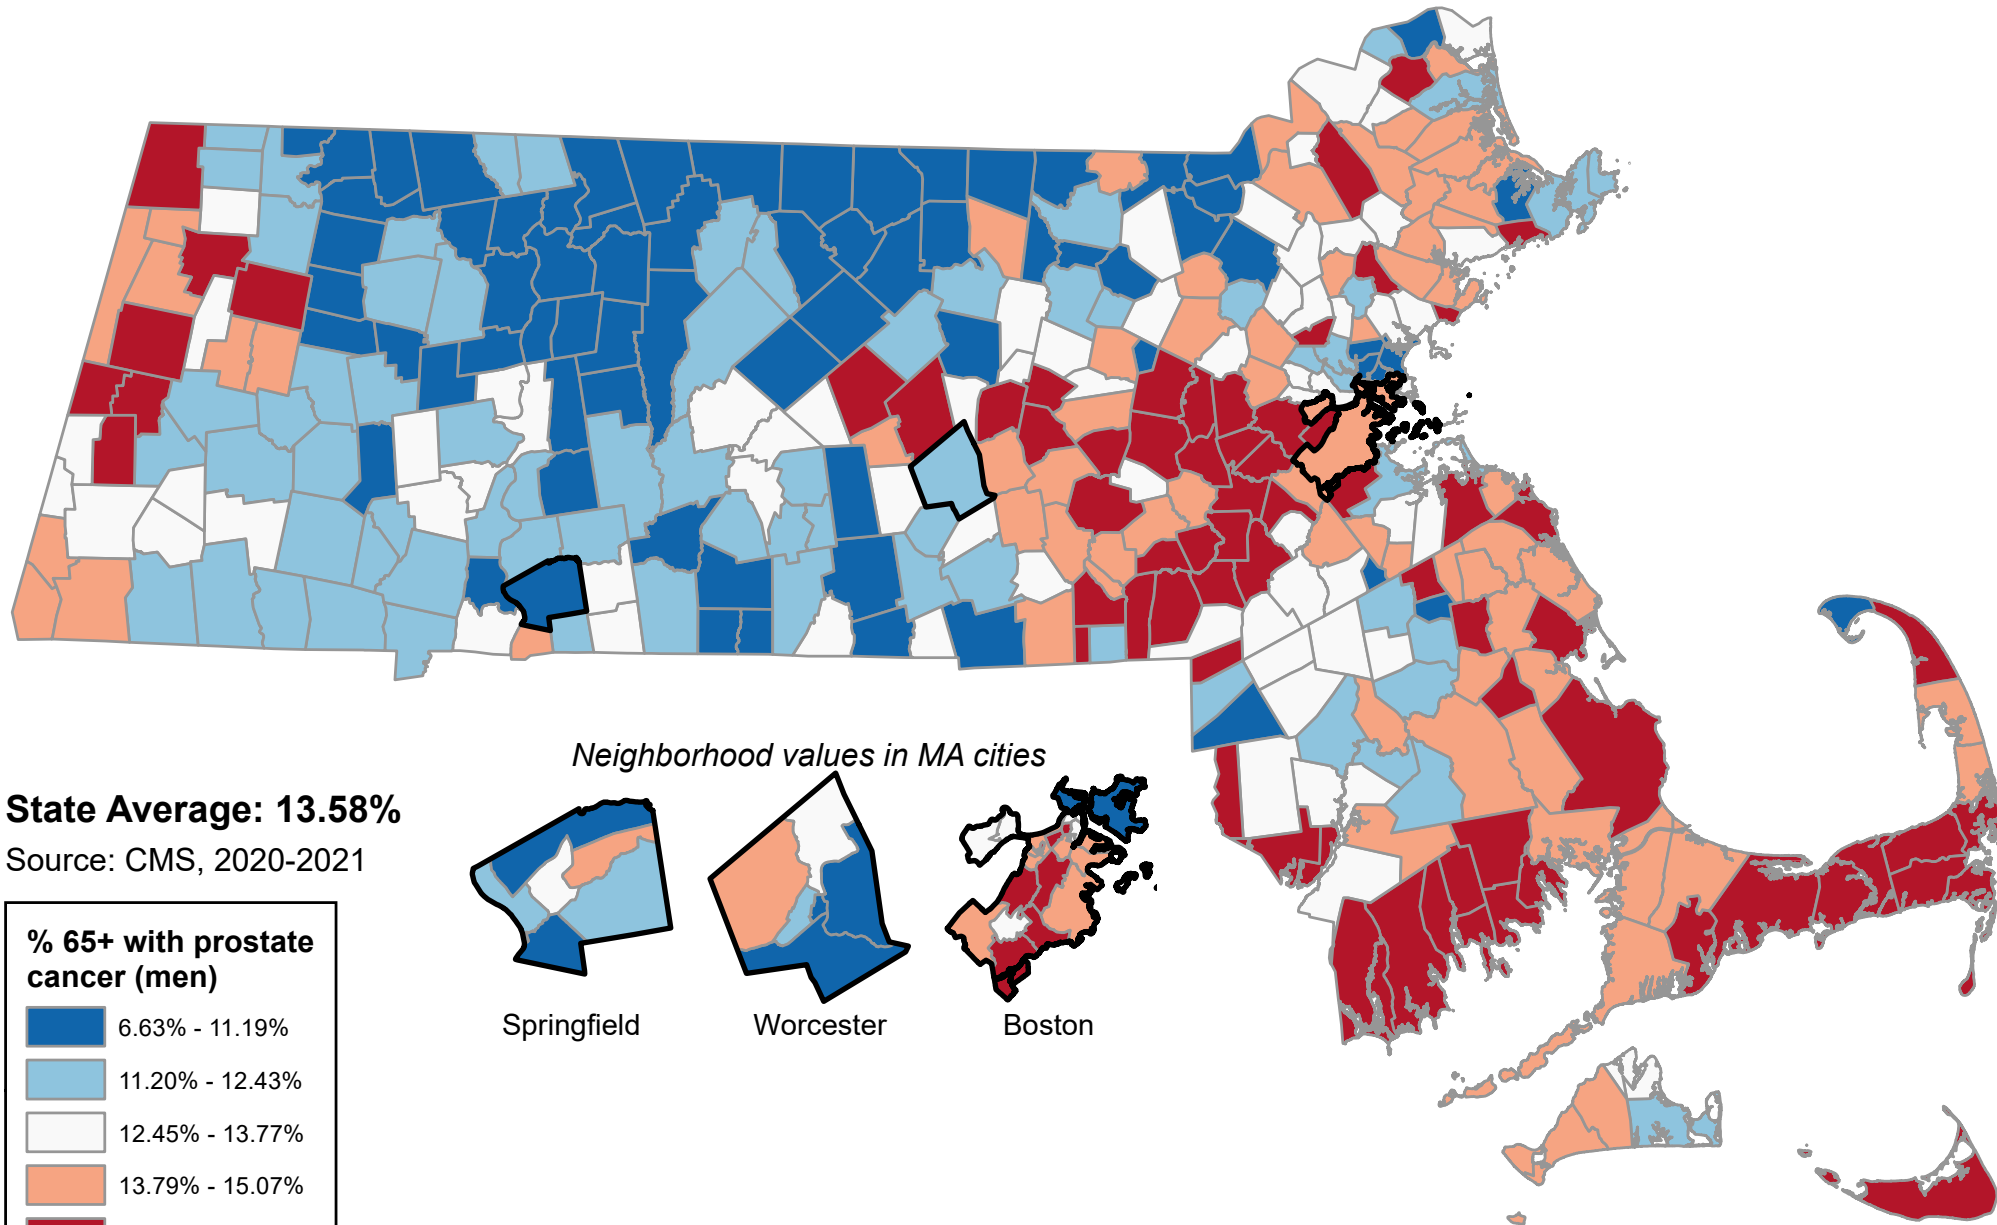 Neighborhood values in MA cities
State Average: 13.58%
Source: CMS, 2020-2021
% 65+ with prostate
cancer (men)
6.63% - 11.19%
11.20% - 12.43%
12.45% - 13.77%
13.79% - 15.07%
Springfield
Worcester
Boston